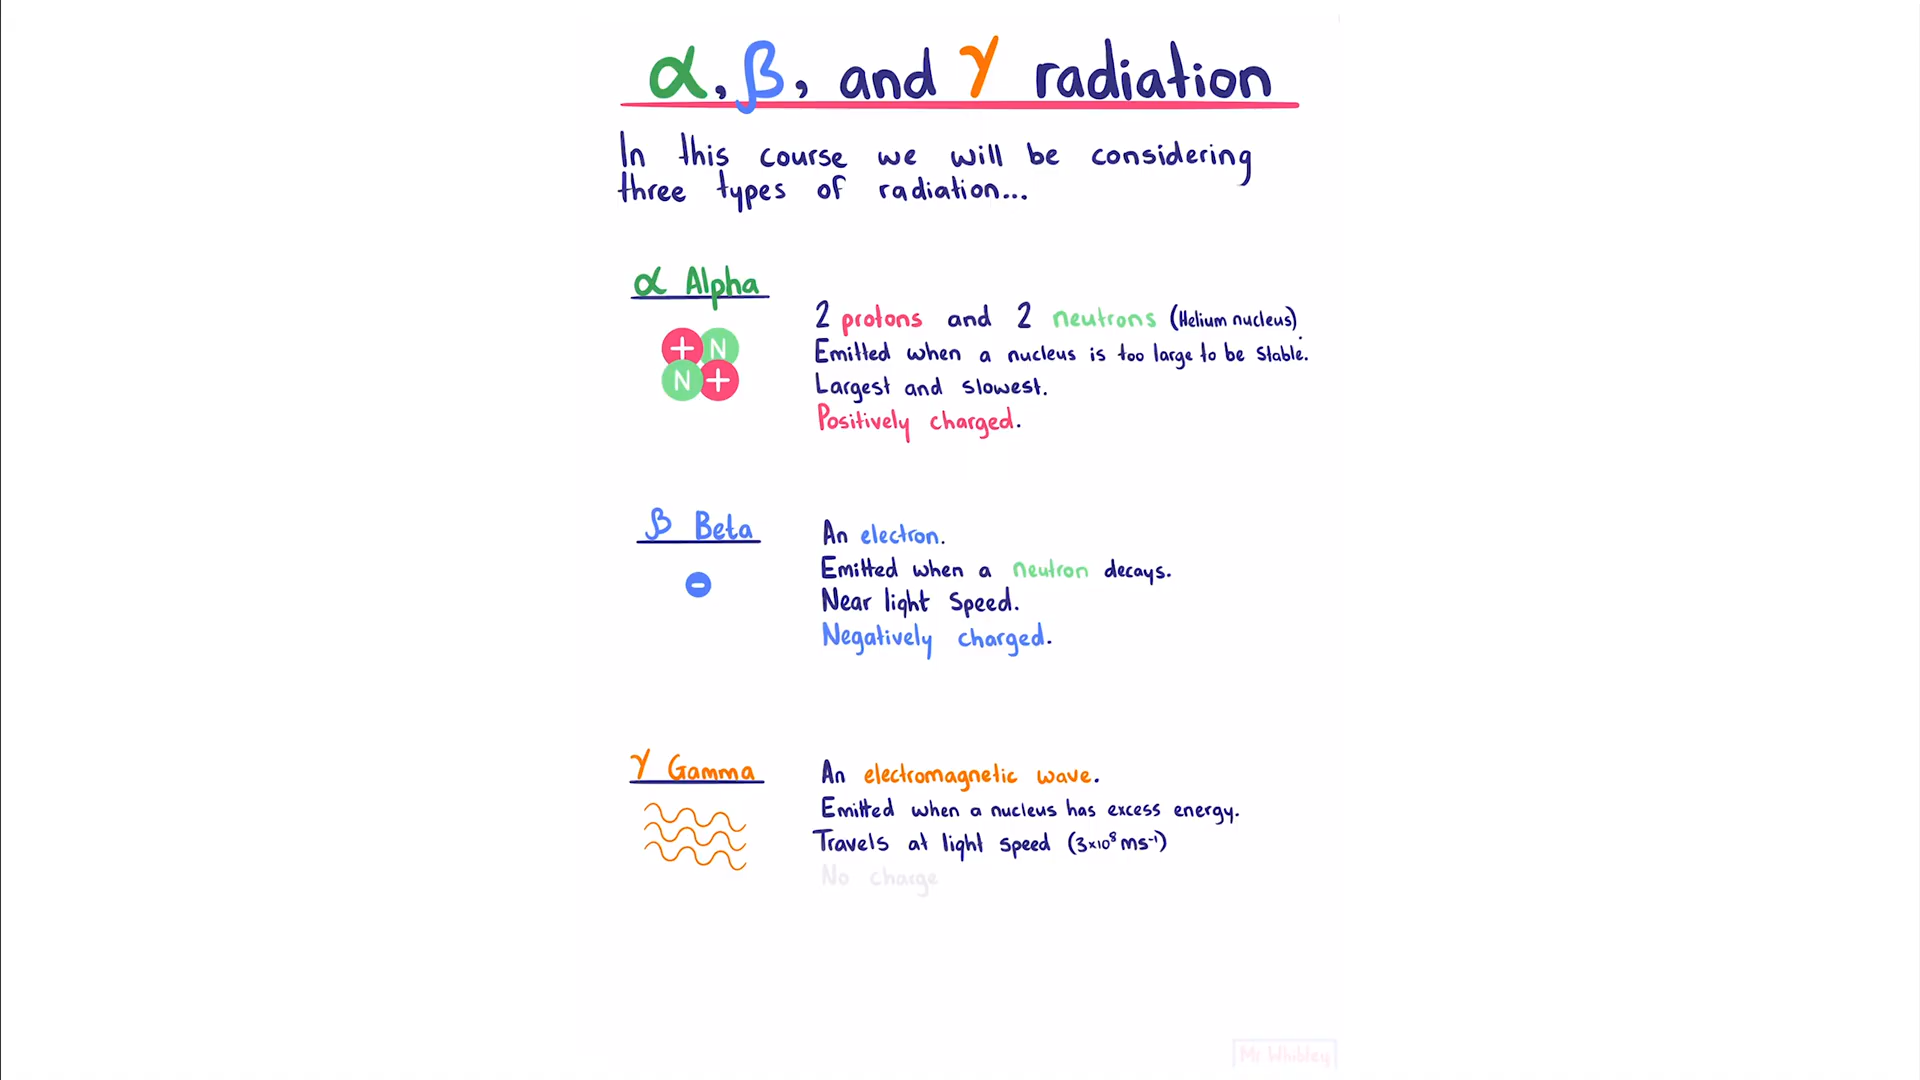 α, β, and γ radiation
In this course we will be considering
three types of radiation...
α Alpha
+ N
N +
2 protons and 2 neutrons (Helium nucleus)
Emitted when a nucleus is too large to be stable.
Largest and slowest.
Positively charged.
β Beta
-
An electron.
Emitted when a neutron decays.
Near light speed.
Negatively charged.
γ Gamma
An electromagnetic wave.
Emitted when a nucleus has excess energy.
Travels at light speed (3×10⁸ ms⁻¹)
No charge
Mr Whibley